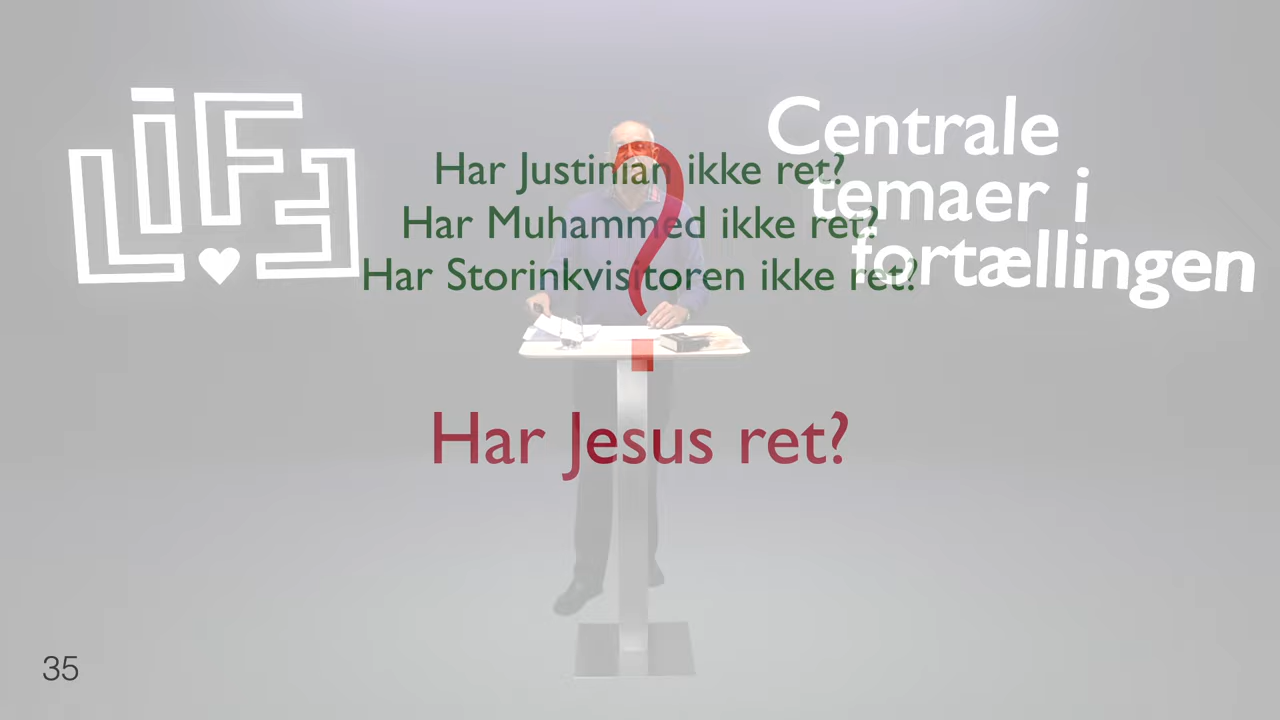 LiFE
Centrale
temaer i
fortællingen
Har Justinian ikke ret?
Har Muhammed ikke ret?
Har Storinkvisitoren ikke ret?
?
Har Jesus ret?
35